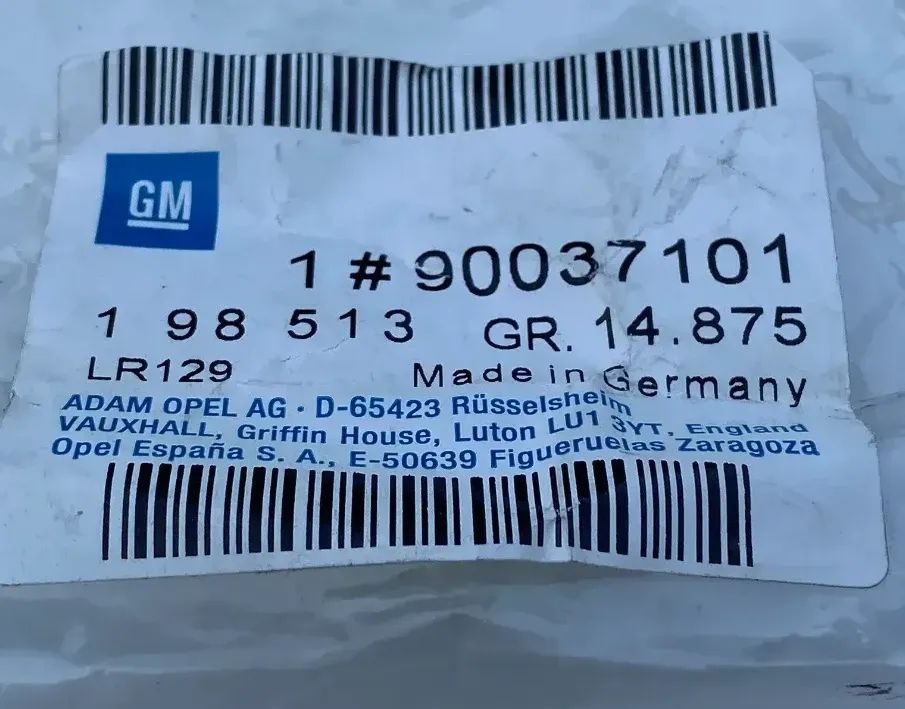 GM
1 # 90037101
1 98 513 GR. 14.875
LR129 Made in Germany
ADAM OPEL AG · D-65423 Rüsselsheim
VAUXHALL, Griffin House, Luton LU1 3YT, England
Opel España S. A., E-50639 Figueruelas Zaragoza